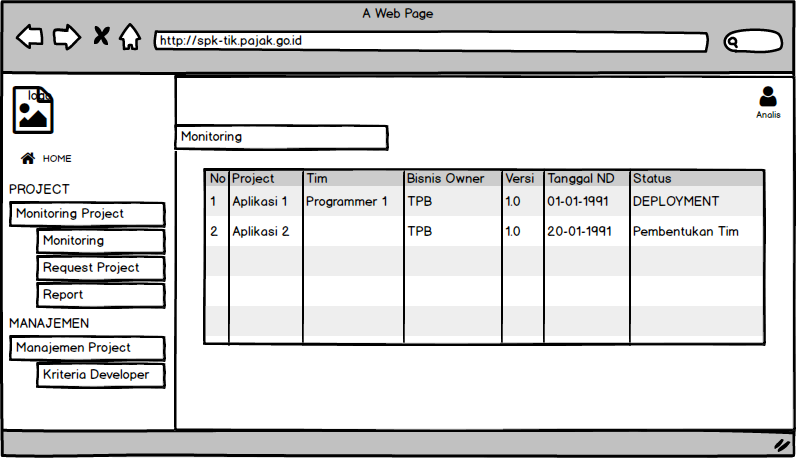 A Web Page
http://spk-tik.pajak.go.id
logo
Analis
HOME
PROJECT
Monitoring Project
Monitoring
Request Project
Report
MANAJEMEN
Manajemen Project
Kriteria Developer
Monitoring
No Project Tim Bisnis Owner Versi Tanggal ND Status
1 Aplikasi 1 Programmer 1 TPB 1.0 01-01-1991 DEPLOYMENT
2 Aplikasi 2 TPB 1.0 20-01-1991 Pembentukan Tim